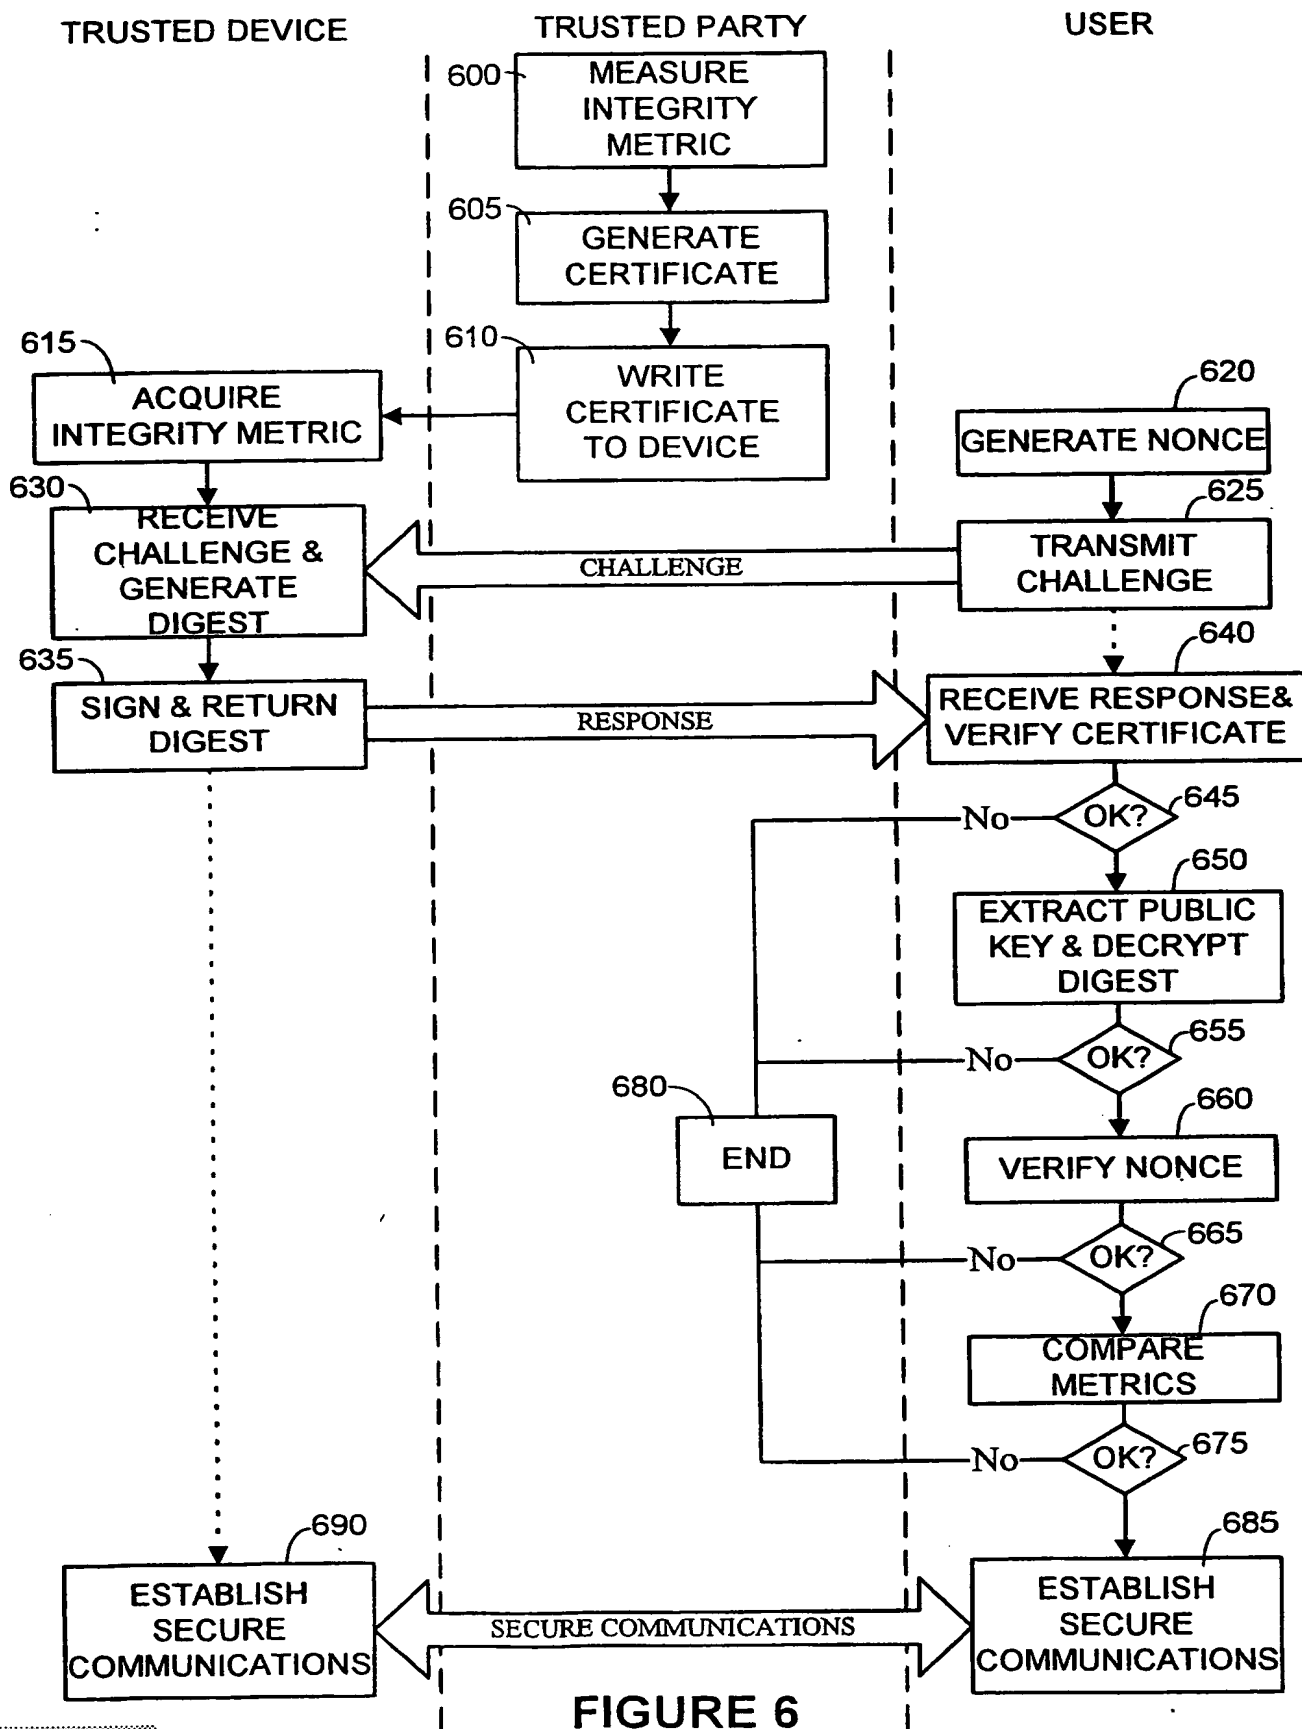 TRUSTED DEVICE
TRUSTED PARTY
USER
600
MEASURE
INTEGRITY
METRIC
605
GENERATE
CERTIFICATE
610
WRITE
CERTIFICATE
TO DEVICE
615
ACQUIRE
INTEGRITY METRIC
620
GENERATE NONCE
625
TRANSMIT
CHALLENGE
CHALLENGE
630
RECEIVE
CHALLENGE &
GENERATE
DIGEST
635
SIGN & RETURN
DIGEST
RESPONSE
640
RECEIVE RESPONSE&
VERIFY CERTIFICATE
645
OK?
No
650
EXTRACT PUBLIC
KEY & DECRYPT
DIGEST
655
OK?
No
680
END
660
VERIFY NONCE
665
OK?
No
670
COMPARE
METRICS
675
OK?
No
690
ESTABLISH
SECURE
COMMUNICATIONS
SECURE COMMUNICATIONS
685
ESTABLISH
SECURE
COMMUNICATIONS
FIGURE 6